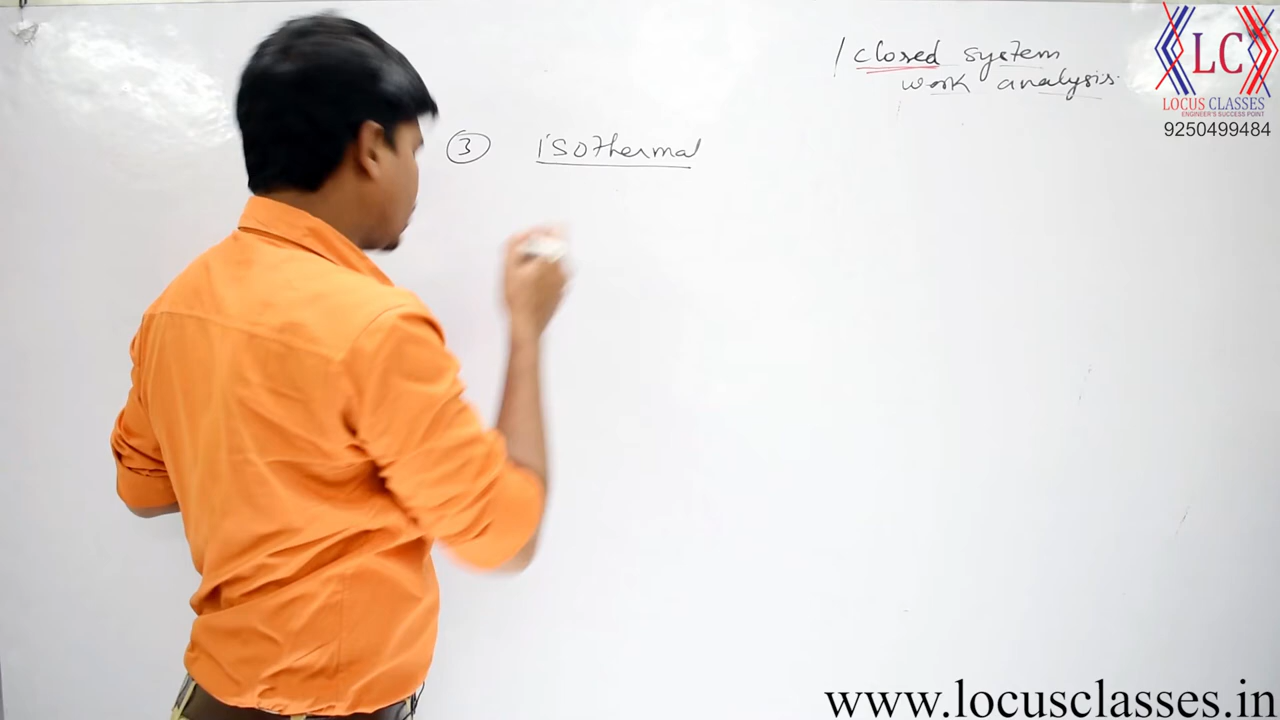 closed system
work analysis.
LC
LOCUS CLASSES
ENGINEER'S SUCCESS POINT
9250499484
3 isothermal
www.locusclasses.in